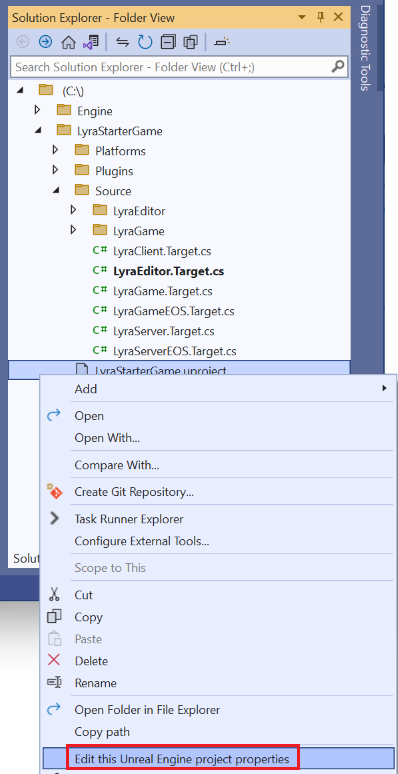 Solution Explorer - Folder View
Diagnostic Tools
Search Solution Explorer - Folder View (Ctrl+;)
(C:\)
Engine
LyraStarterGame
Platforms
Plugins
Source
LyraEditor
LyraGame
C# LyraClient.Target.cs
C# LyraEditor.Target.cs
C# LyraGame.Target.cs
C# LyraGameEOS.Target.cs
C# LyraServer.Target.cs
C# LyraServerEOS.Target.cs
LyraStarterGame.uproject
Add
Open
Open With...
Compare With...
Create Git Repository...
Task Runner Explorer
Configure External Tools...
Solut
Scope to This
Cut
Copy
Paste
Delete
Rename
Open Folder in File Explorer
Copy path
Edit this Unreal Engine project properties